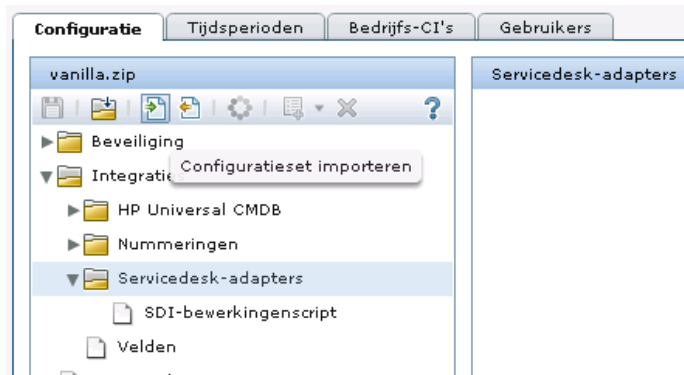 Configuratie Tijdsperioden Bedrijfs-CI's Gebruikers
vanilla.zip Servicedesk-adapters
?
Beveiliging
Configuratieset importeren
Integratie
HP Universal CMDB
Nummeringen
Servicedesk-adapters
SDI-bewerkingenscript
Velden